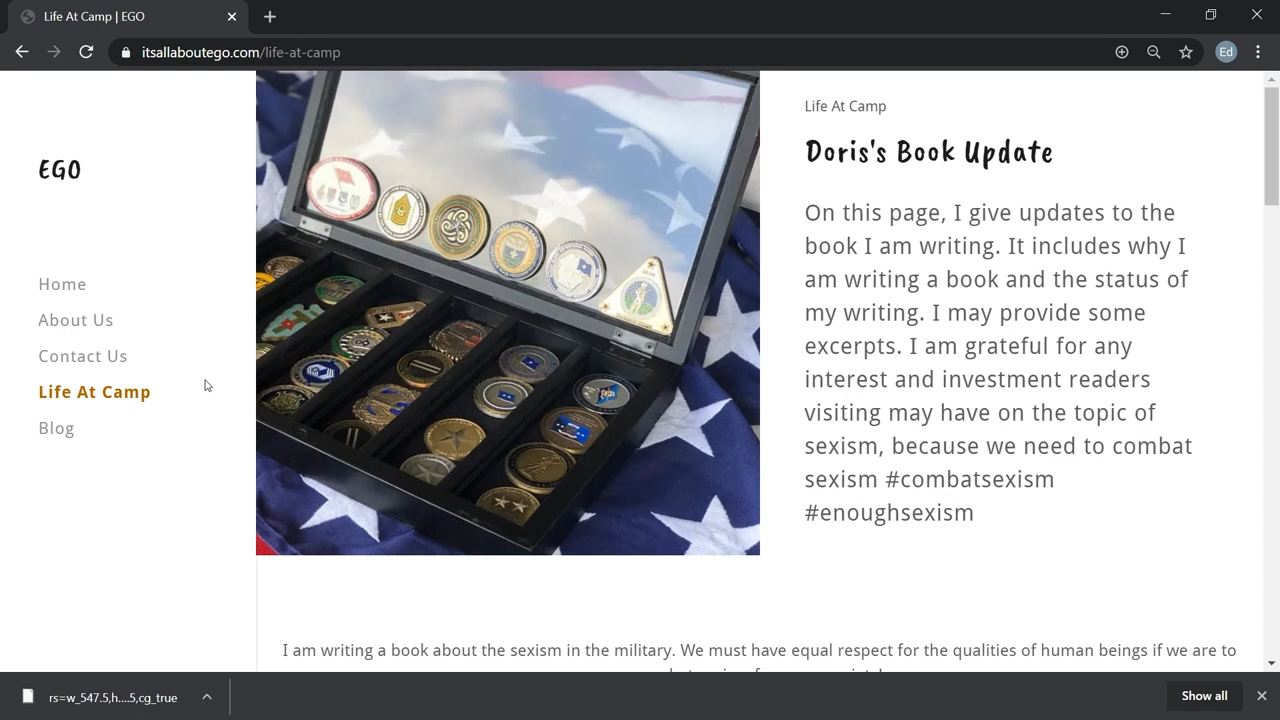 Life At Camp | EGO
itsallaboutego.com/life-at-camp
Ed
EGO
Home
About Us
Contact Us
Life At Camp
Blog
Life At Camp
Doris's Book Update
On this page, I give updates to the
book I am writing. It includes why I
am writing a book and the status of
my writing. I may provide some
excerpts. I am grateful for any
interest and investment readers
visiting may have on the topic of
sexism, because we need to combat
sexism #combatsexism
#enoughsexism
I am writing a book about the sexism in the military. We must have equal respect for the qualities of human beings if we are to
rs=w_547.5,h....5,cg_true
Show all